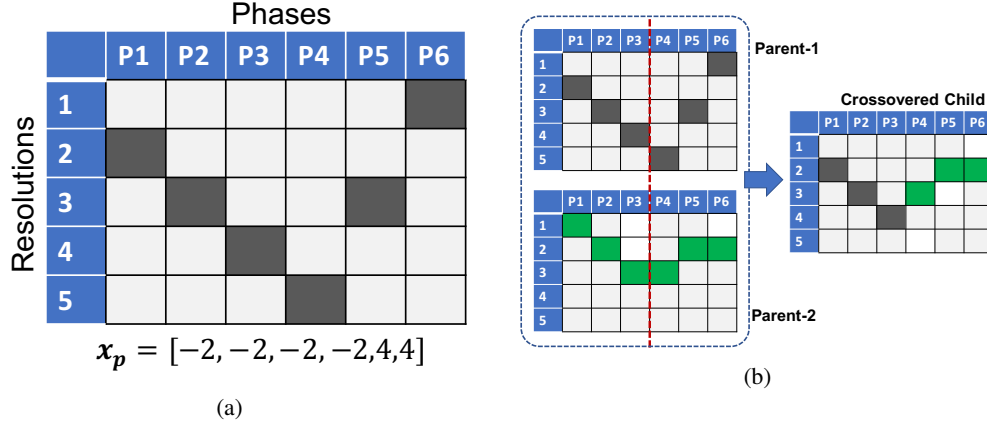 Phases
P1 P2 P3 P4 P5 P6
Resolutions
1
2
3
4
5
x_p = [−2, −2, −2, −2,4,4]
(a)
P1 P2 P3 P4 P5 P6
1
2
3
4
5
Parent-1
P1 P2 P3 P4 P5 P6
1
2
3
4
5
Parent-2
Crossovered Child
P1 P2 P3 P4 P5 P6
1
2
3
4
5
(b)